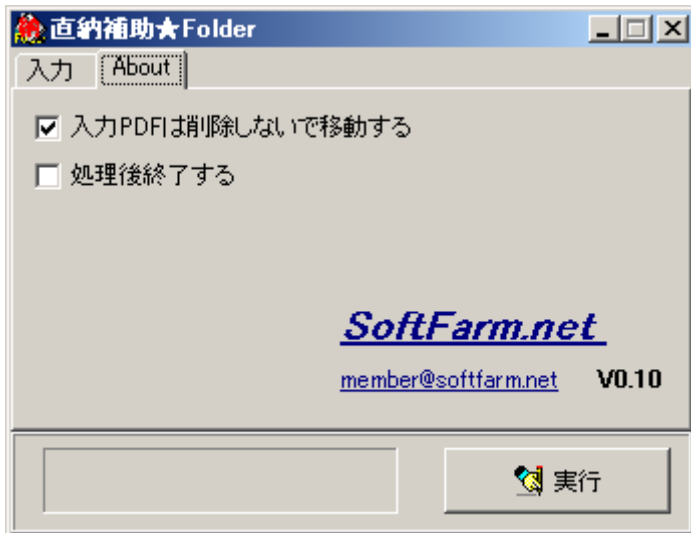 直納補助★Folder
入力 About
入力PDFは削除しないで移動する
処理後終了する
SoftFarm.net
member@softfarm.net V0.10
実行